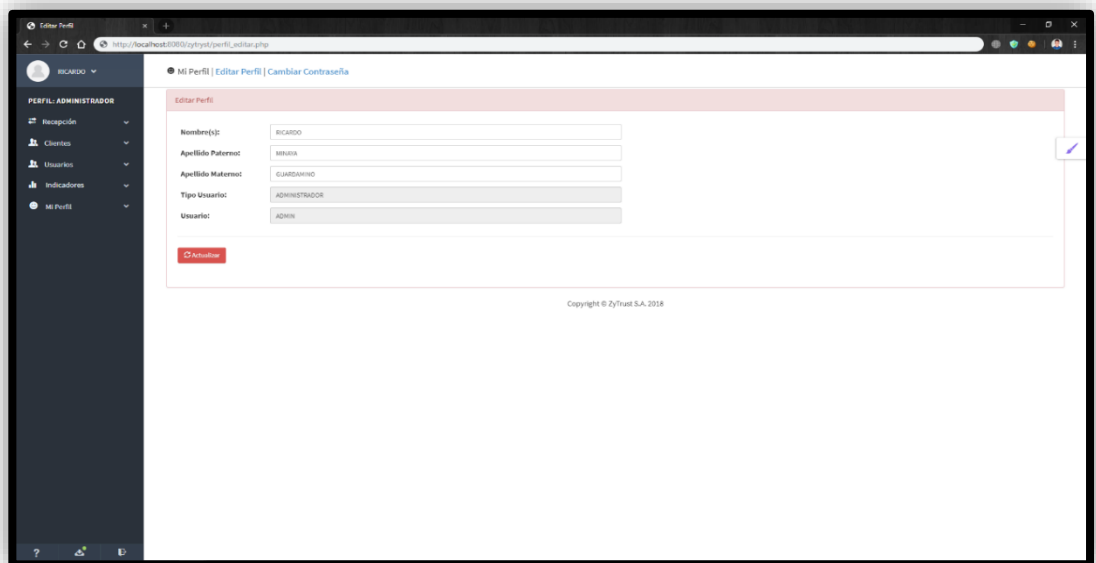 Editar Perfil
http://localhost:8080/zytryst/perfil_editar.php
RICARDO
Mi Perfil | Editar Perfil | Cambiar Contraseña
PERFIL: ADMINISTRADOR
Recepción
Clientes
Usuarios
Indicadores
Mi Perfil
Editar Perfil
Nombre(s): RICARDO
Apellido Paterno: MINAYA
Apellido Materno: GUARDAMINO
Tipo Usuario: ADMINISTRADOR
Usuario: ADMIN
Actualizar
Copyright © ZyTrust S.A. 2018
?